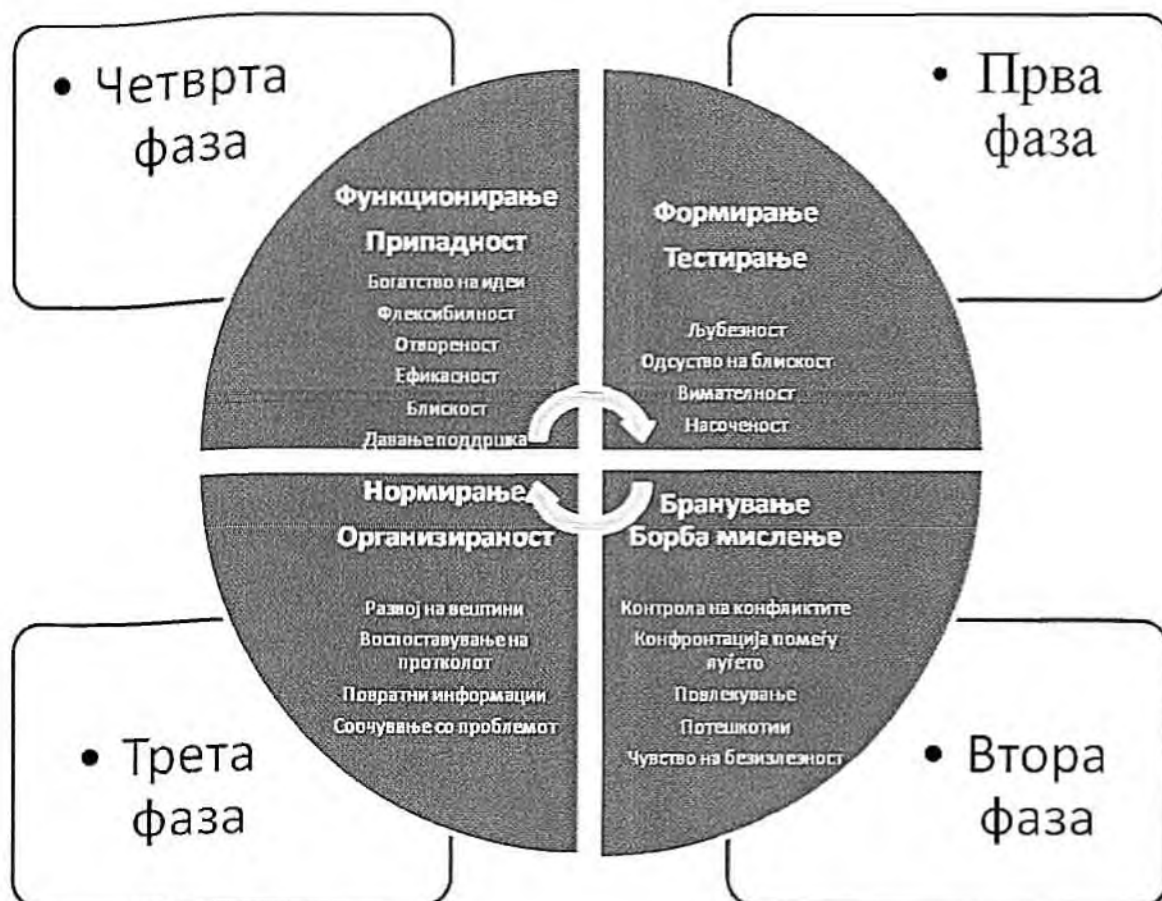 • Четврта
фаза
• Прва
фаза
Функционирање
Припадност
Богатство на идеи
Флексибилност
Отвореност
Ефикасност
Блискост
Давање поддршка
Формирање
Тестирање
Љубезност
Одсуство на блискост
Вимателност
Насоченост
Нормирање
Организираност
Развој на вештини
Воспоставување на
протколот
Повратни информации
Соочување со проблемот
Бранување
Борба мислење
Контрола на конфликтите
Конфронтација помеѓу
луѓето
Повлекување
Потешкотии
Чувство на безизлезност
• Трета
фаза
• Втора
фаза